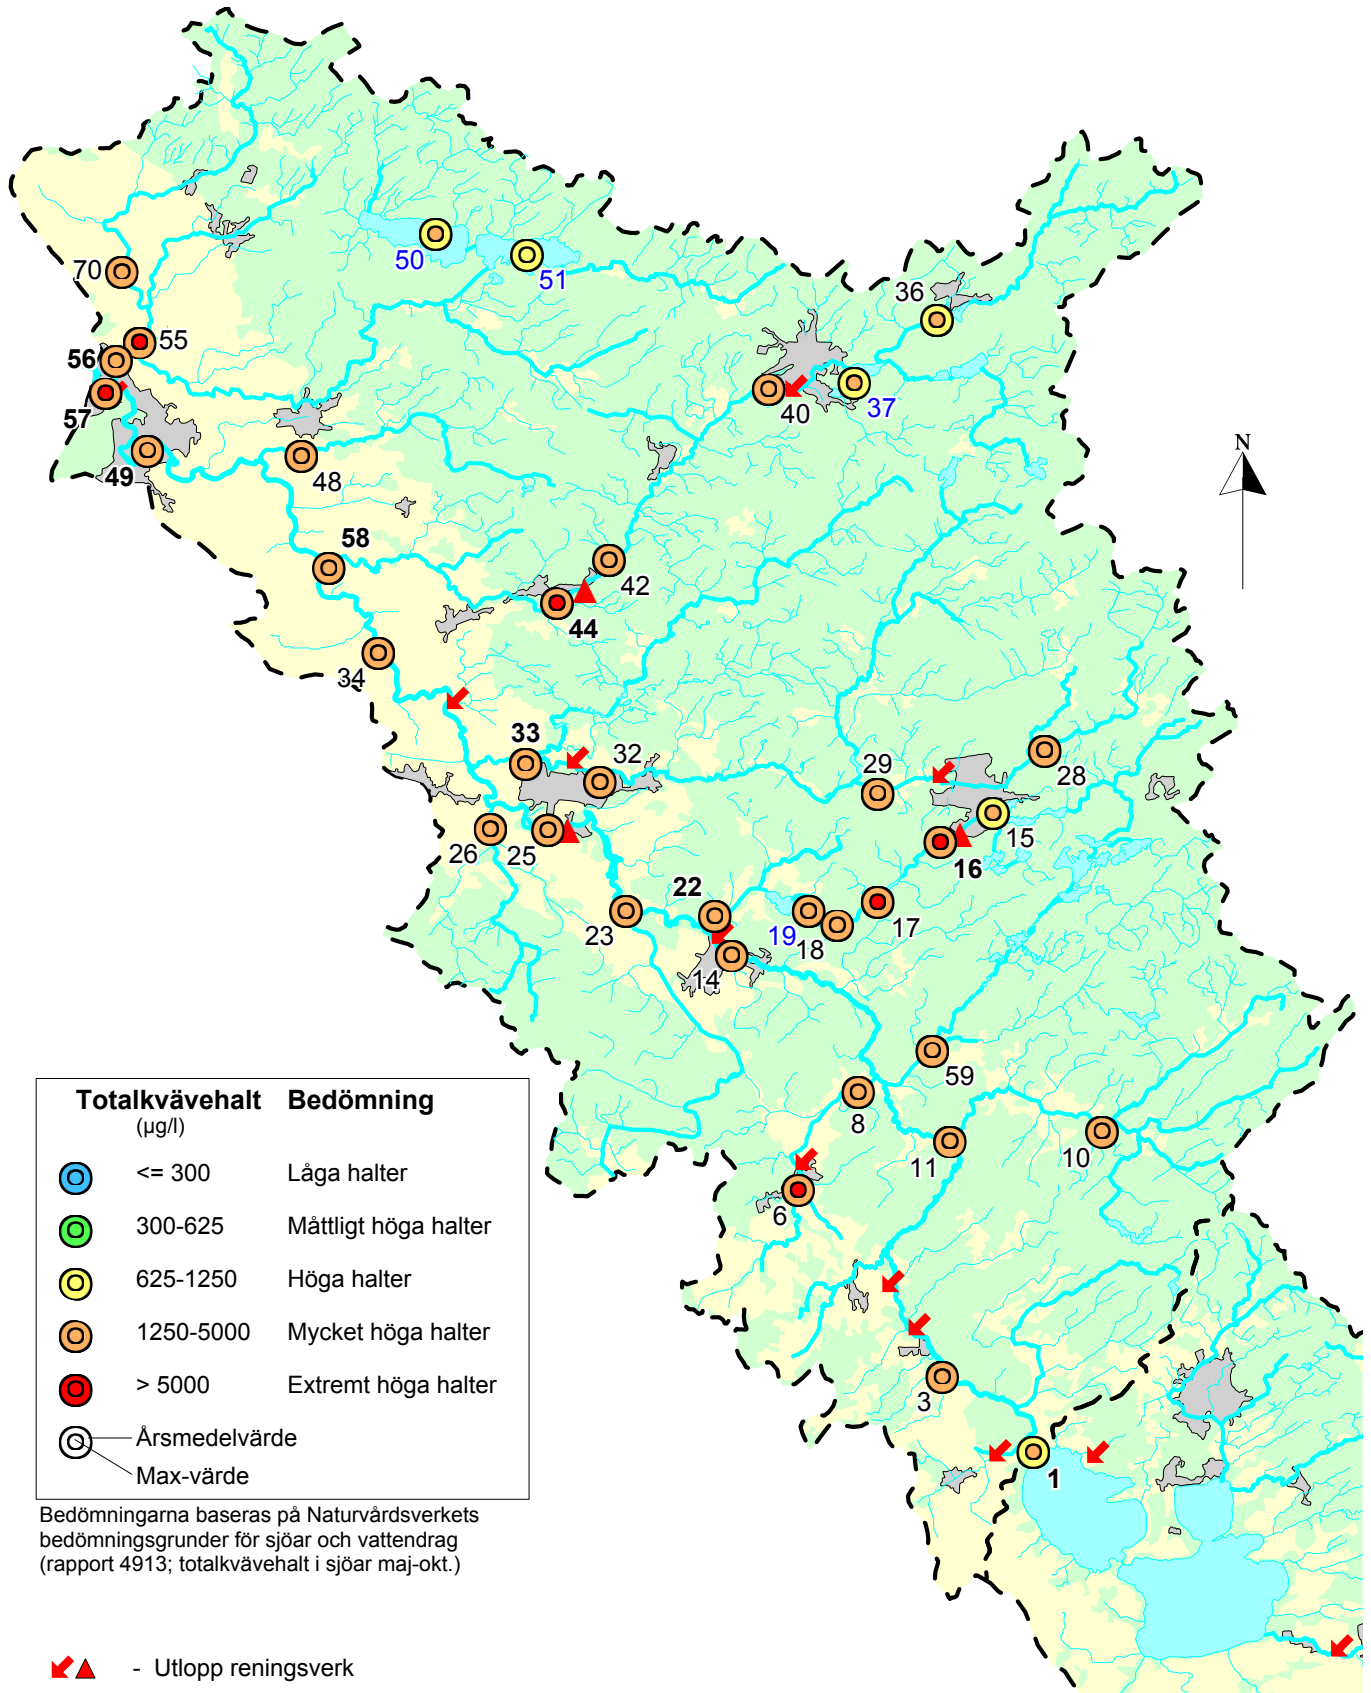 50
51
70
36
55
56
57
37
40
49
48
58
42
44
34
33
32
29
28
15
26
25
16
22
23
19
18
17
14
59
8
11
10
6
3
1
N
Totalkvävehalt Bedömning
(µg/l)
<= 300 Låga halter
300-625 Måttligt höga halter
625-1250 Höga halter
1250-5000 Mycket höga halter
> 5000 Extremt höga halter
Årsmedelvärde
Max-värde
Bedömningarna baseras på Naturvårdsverkets
bedömningsgrunder för sjöar och vattendrag
(rapport 4913; totalkvävehalt i sjöar maj-okt.)
- Utlopp reningsverk